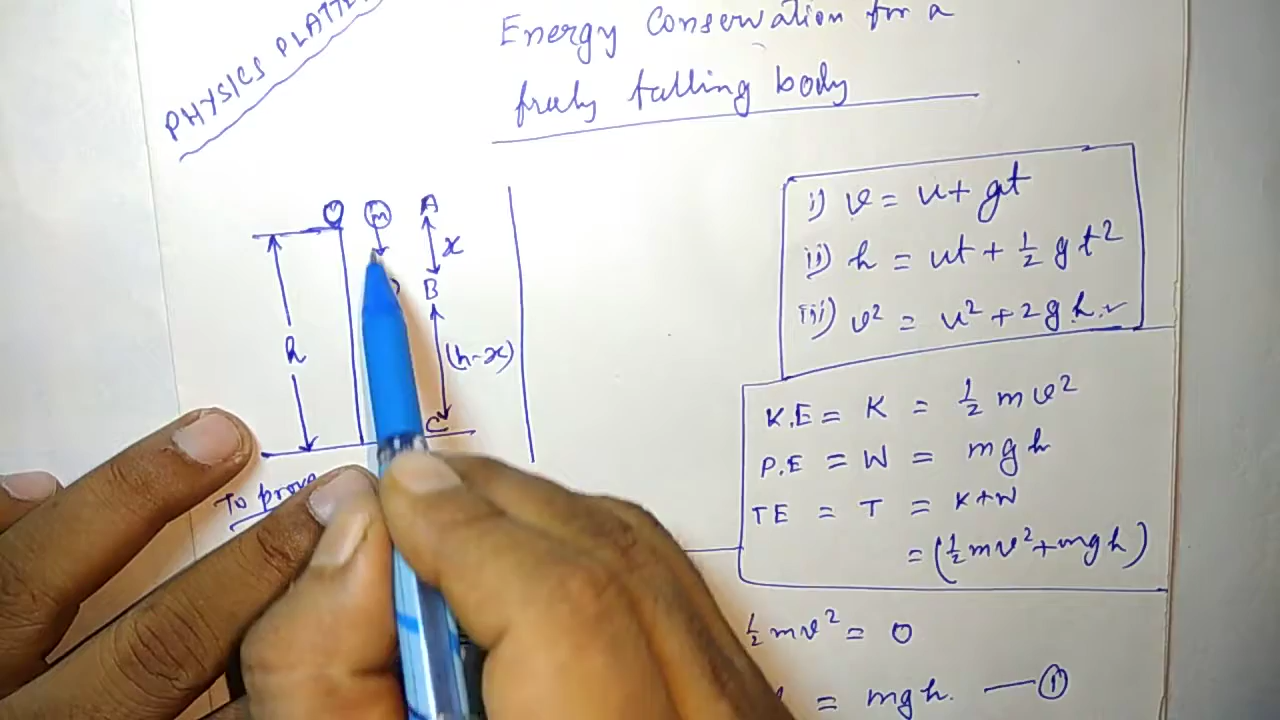 PHYSICS
Energy Conservation for a
freely falling body
m
A
x
B
h
(h-x)
C
To prove
i) v = u + gt
ii) h = ut + 1/2 gt²
iii) v² = u² + 2gh
K.E = K = 1/2 mv²
P.E = W = mgh
TE = T = K+W
= (1/2 mv² + mgh)
1/2 mv² = 0
= mgh. — ①